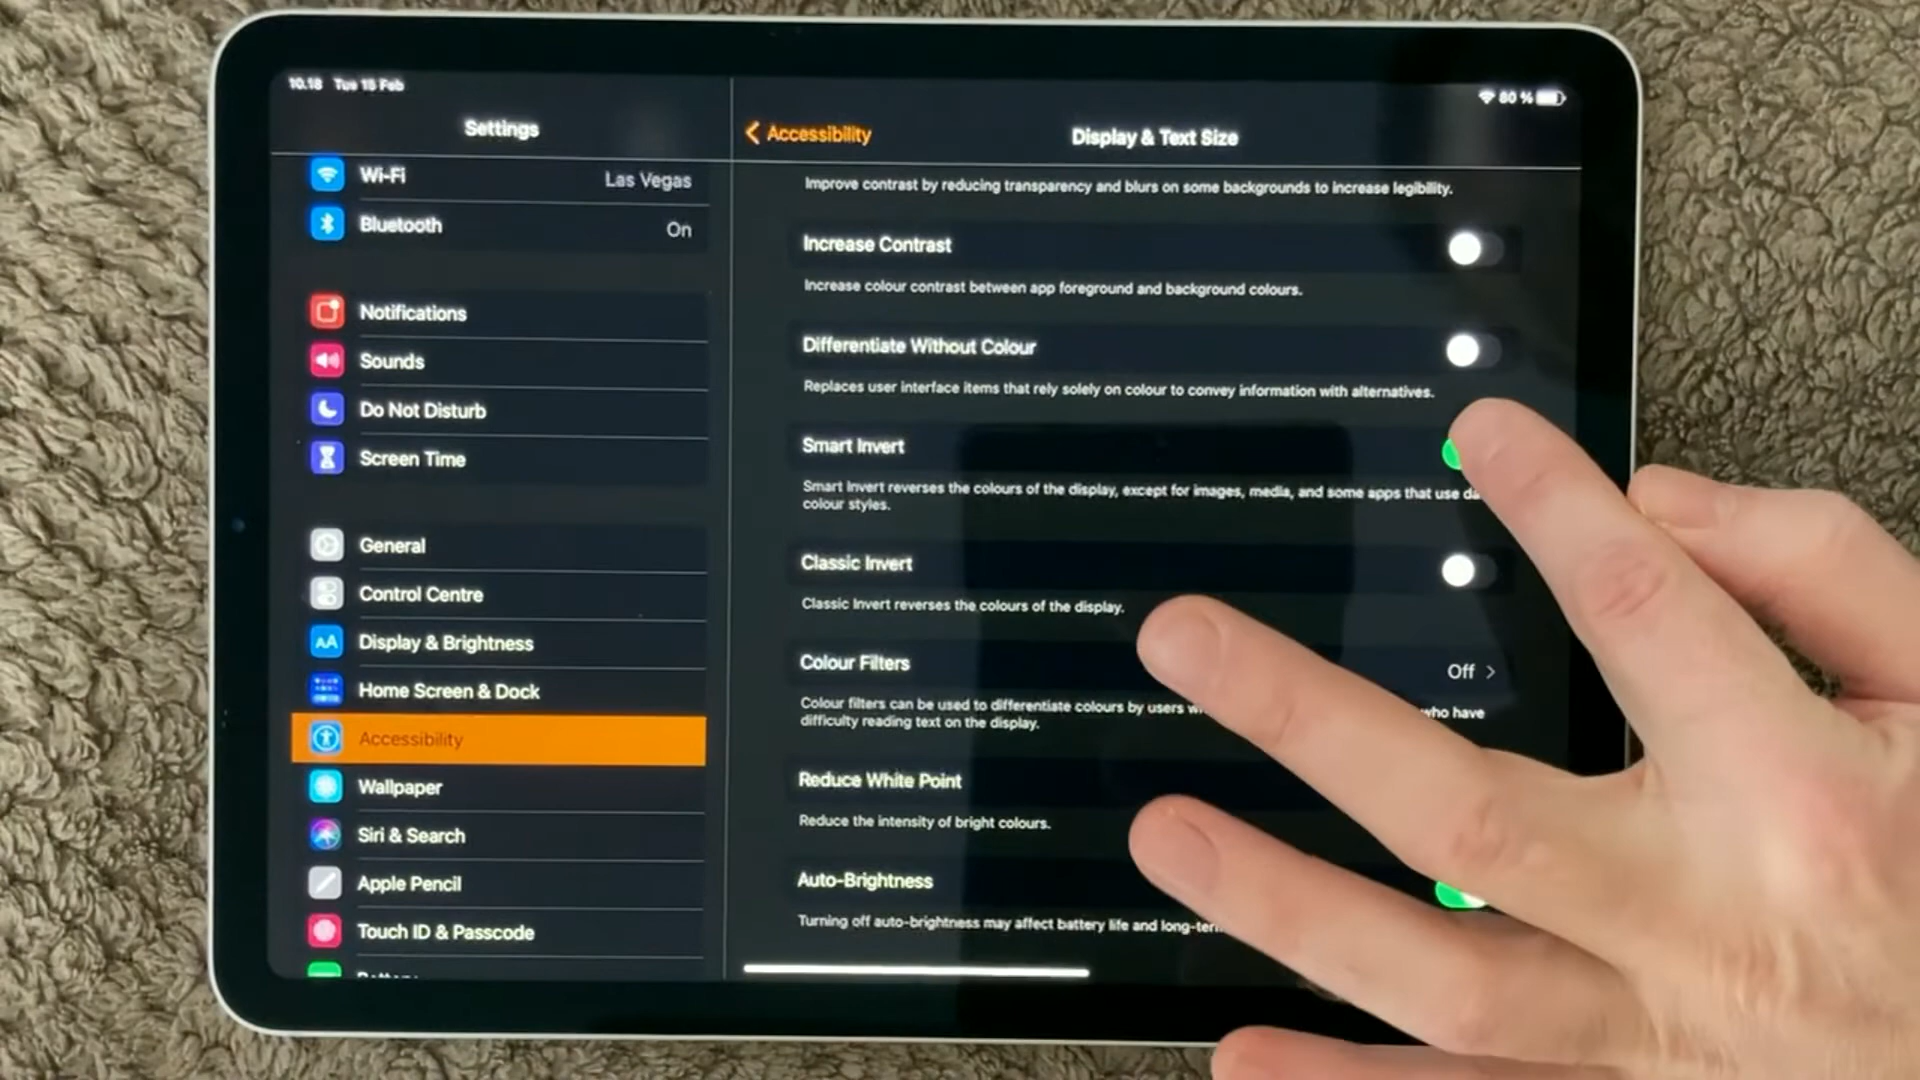 10.18 Tue 15 Feb
80 %
Settings
Wi-Fi
Las Vegas
Bluetooth
On
Notifications
Sounds
Do Not Disturb
Screen Time
General
Control Centre
AA
Display & Brightness
Home Screen & Dock
Accessibility
Wallpaper
Siri & Search
Apple Pencil
Touch ID & Passcode
Accessibility
Display & Text Size
Improve contrast by reducing transparency and blurs on some backgrounds to increase legibility.
Increase Contrast
Increase colour contrast between app foreground and background colours.
Differentiate Without Colour
Replaces user interface items that rely solely on colour to convey information with alternatives.
Smart Invert
Smart Invert reverses the colours of the display, except for images, media, and some apps that use
colour styles.
Classic Invert
Classic Invert reverses the colours of the display.
Colour Filters
Off
Colour filters can be used to differentiate colours by users who have
difficulty reading text on the display.
Reduce White Point
Reduce the intensity of bright colours.
Auto-Brightness
Turning off auto-brightness may affect battery life and